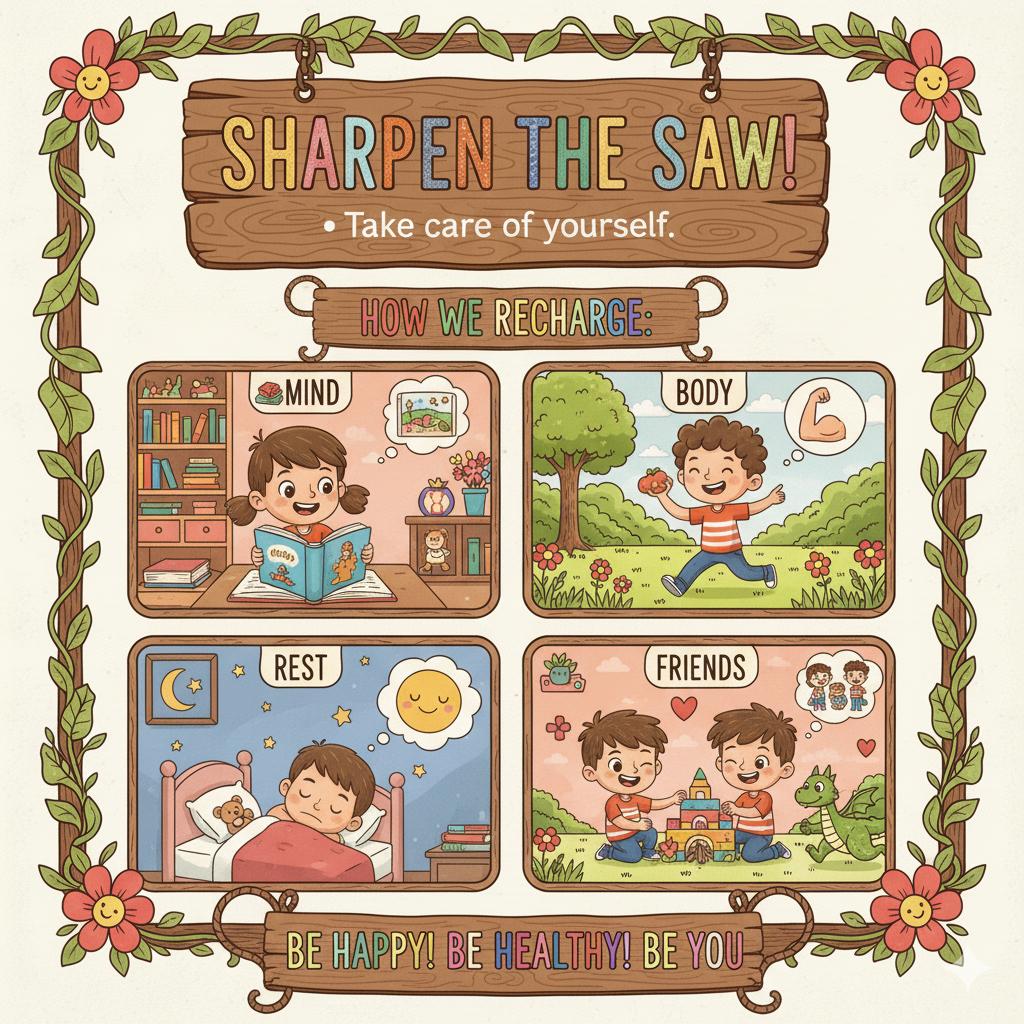 SHARPEN THE SAW!
• Take care of yourself.
HOW WE RECHARGE:
MIND
BODY
REST
FRIENDS
BE HAPPY! BE HEALTHY! BE YOU